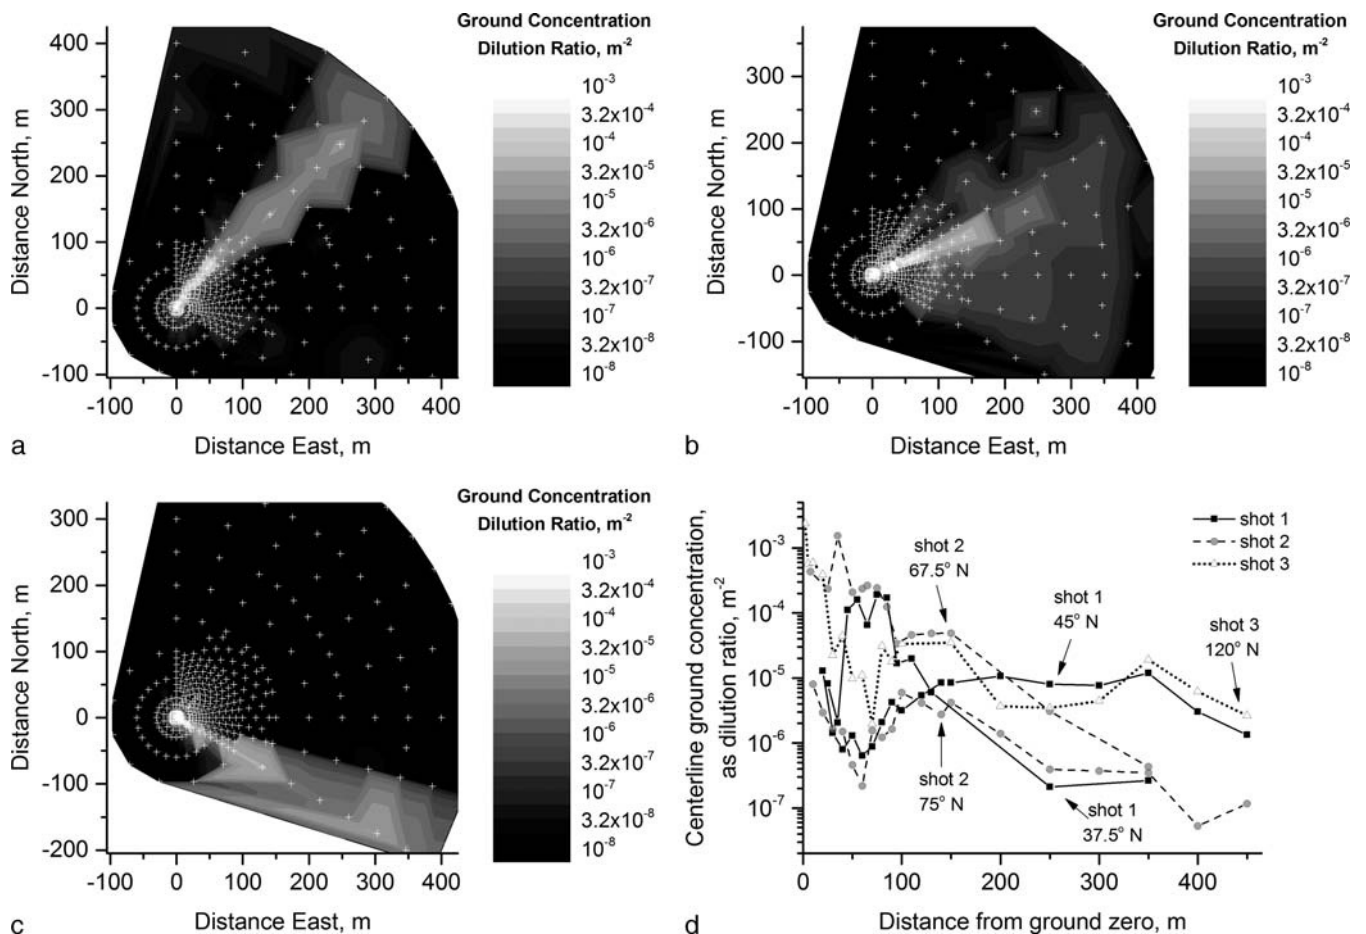 Ground Concentration
Dilution Ratio, m⁻²
10⁻³
3.2x10⁻⁴
10⁻⁴
3.2x10⁻⁵
10⁻⁵
3.2x10⁻⁶
10⁻⁶
3.2x10⁻⁷
10⁻⁷
3.2x10⁻⁸
10⁻⁸
400
300
200
100
0
-100
Distance North, m
-100 0 100 200 300 400
Distance East, m
a
Ground Concentration
Dilution Ratio, m⁻²
10⁻³
3.2x10⁻⁴
10⁻⁴
3.2x10⁻⁵
10⁻⁵
3.2x10⁻⁶
10⁻⁶
3.2x10⁻⁷
10⁻⁷
3.2x10⁻⁸
10⁻⁸
300
200
100
0
-100
Distance North, m
-100 0 100 200 300 400
Distance East, m
b
Ground Concentration
Dilution Ratio, m⁻²
10⁻³
3.2x10⁻⁴
10⁻⁴
3.2x10⁻⁵
10⁻⁵
3.2x10⁻⁶
10⁻⁶
3.2x10⁻⁷
10⁻⁷
3.2x10⁻⁸
10⁻⁸
300
200
100
0
-100
-200
Distance North, m
-100 0 100 200 300 400
Distance East, m
c
Centerline ground concentration,
as dilution ratio, m⁻²
10⁻³
10⁻⁴
10⁻⁵
10⁻⁶
10⁻⁷
shot 1
shot 2
shot 3
shot 2
67.5° N
shot 1
45° N
shot 3
120° N
shot 2
75° N
shot 1
37.5° N
0 100 200 300 400
Distance from ground zero, m
d